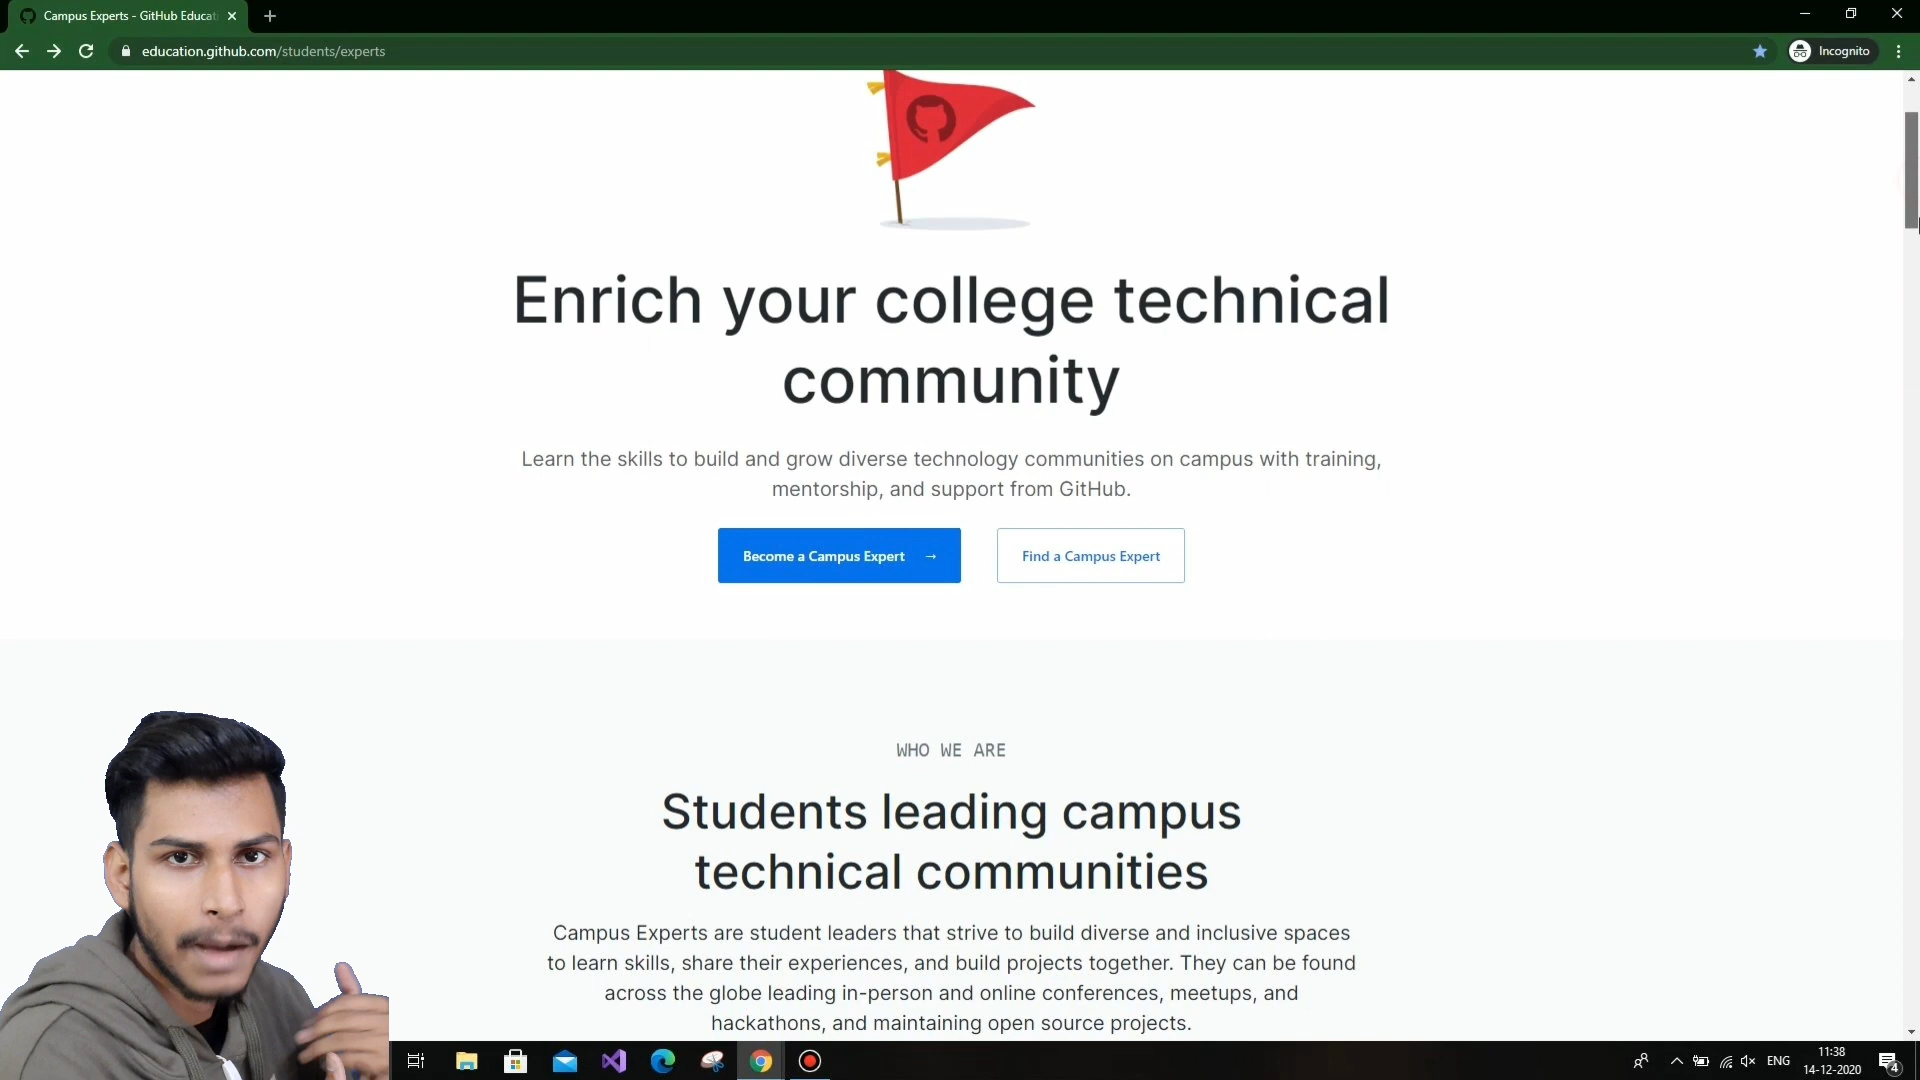 Campus Experts - GitHub Educat
education.github.com/students/experts
Incognito
Enrich your college technical
community
Learn the skills to build and grow diverse technology communities on campus with training,
mentorship, and support from GitHub.
Become a Campus Expert →
Find a Campus Expert
WHO WE ARE
Students leading campus
technical communities
Campus Experts are student leaders that strive to build diverse and inclusive spaces
to learn skills, share their experiences, and build projects together. They can be found
across the globe leading in-person and online conferences, meetups, and
hackathons, and maintaining open source projects.
ENG
11:38
14-12-2020
4